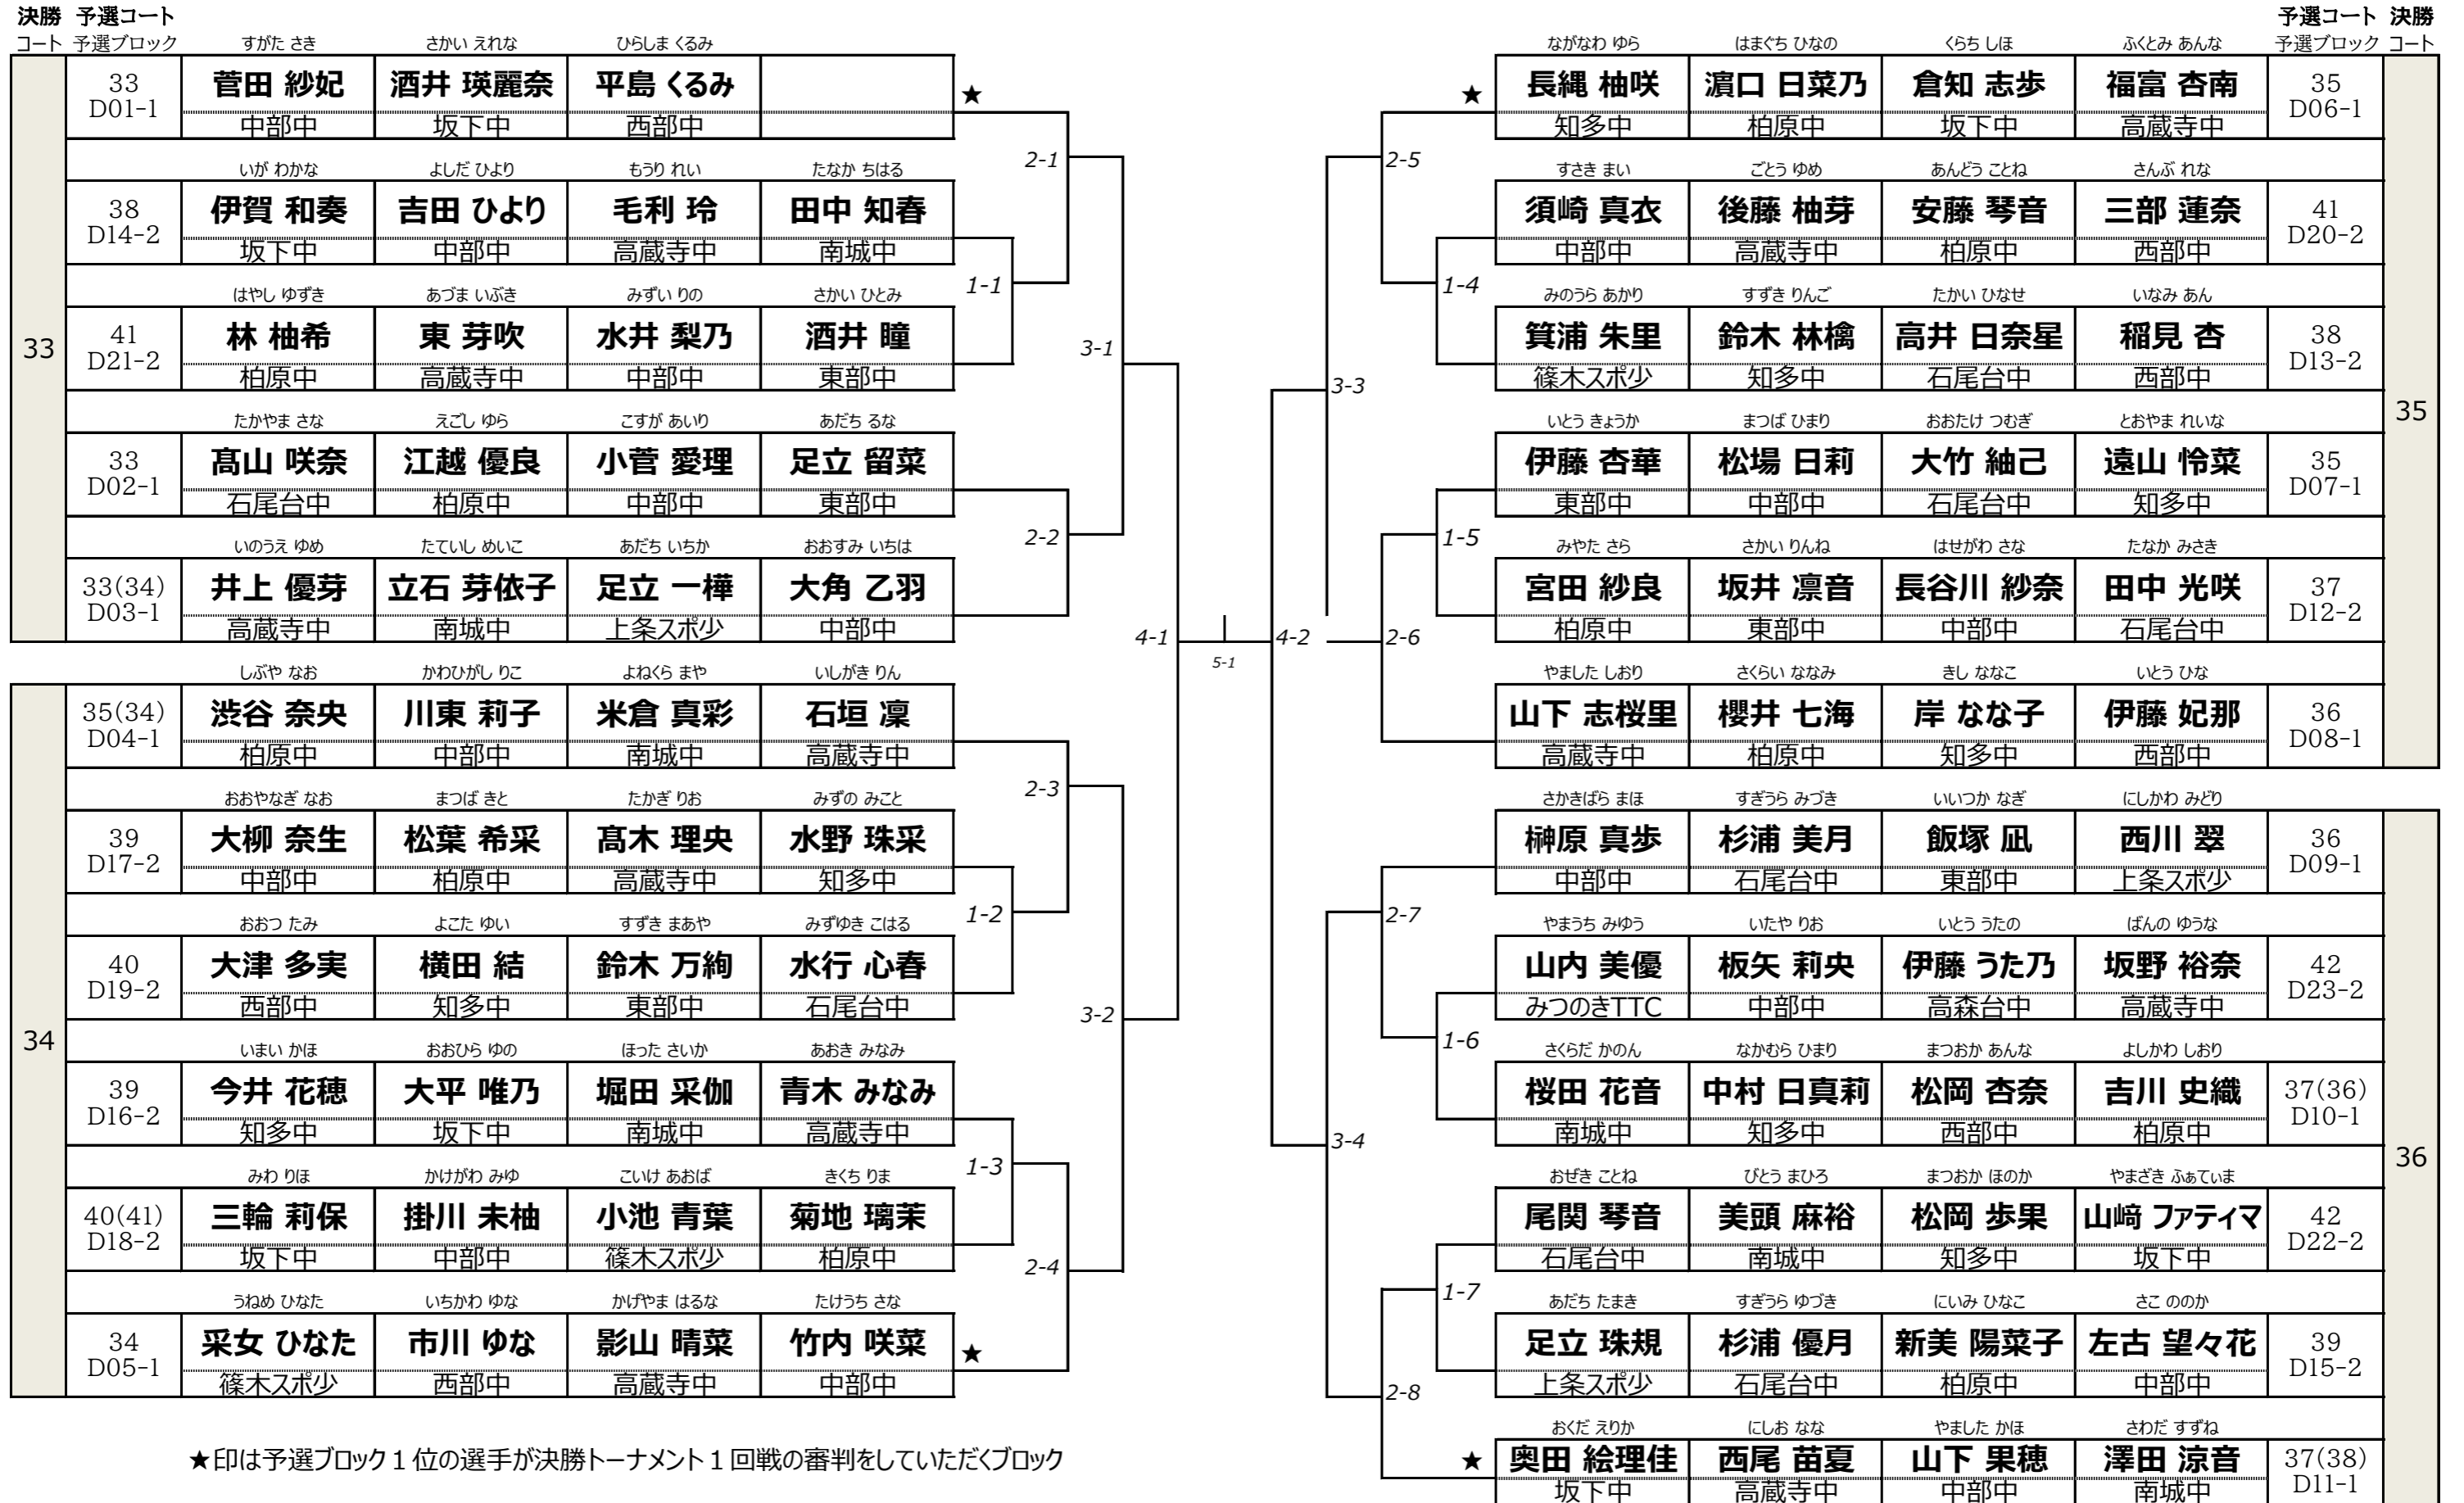 決勝 予選コート
コート 予選ブロック
すがた さき さかい えれな ひらしま くるみ
33 菅田 紗妃 酒井 瑛麗奈 平島 くるみ ★
D01-1 中部中 坂下中 西部中
2-1
いが わかな よしだ ひより もうり れい たなか ちはる
38 伊賀 和奏 吉田 ひより 毛利 玲 田中 知春
D14-2 坂下中 中部中 高蔵寺中 南城中
1-1
はやし ゆずき あづま いぶき みずい りの さかい ひとみ
41 林 柚希 東 芽吹 水井 梨乃 酒井 瞳
D21-2 柏原中 高蔵寺中 中部中 東部中
33
3-1
たかやま さな えごし ゆら こすが あいり あだち るな
33 髙山 咲奈 江越 優良 小菅 愛理 足立 留菜
D02-1 石尾台中 柏原中 中部中 東部中
2-2
いのうえ ゆめ たていし めいこ あだち いちか おおすみ いちは
33(34) 井上 優芽 立石 芽依子 足立 一樺 大角 乙羽
D03-1 高蔵寺中 南城中 上条スポ少 中部中
4-1
5-1
しぶや なお かわひがし りこ よねくら まや いしがき りん
35(34) 渋谷 奈央 川東 莉子 米倉 真彩 石垣 凜
D04-1 柏原中 中部中 南城中 高蔵寺中
2-3
おおやなぎ なお まつば きと たかぎ りお みずの みこと
39 大柳 奈生 松葉 希采 髙木 理央 水野 珠采
D17-2 中部中 柏原中 高蔵寺中 知多中
1-2
おおつ たみ よこた ゆい すずき まあや みずゆき こはる
40 大津 多実 横田 結 鈴木 万絢 水行 心春
D19-2 西部中 知多中 東部中 石尾台中
3-2
34
いまい かほ おおひら ゆの ほった さいか あおき みなみ
39 今井 花穂 大平 唯乃 堀田 采伽 青木 みなみ
D16-2 知多中 坂下中 南城中 高蔵寺中
1-3
みわ りほ かけがわ みゆ こいけ あおば きくち りま
40(41) 三輪 莉保 掛川 未柚 小池 青葉 菊地 璃茉
D18-2 坂下中 中部中 篠木スポ少 柏原中
2-4
うねめ ひなた いちかわ ゆな かげやま はるな たけうち さな
34 采女 ひなた 市川 ゆな 影山 晴菜 竹内 咲菜 ★
D05-1 篠木スポ少 西部中 高蔵寺中 中部中
★印は予選ブロック1位の選手が決勝トーナメント1回戦の審判をしていただくブロック
予選コート 決勝
予選ブロック コート
ながなわ ゆら はまぐち ひなの くらち しほ ふくとみ あんな
★ 長縄 柚咲 濵口 日菜乃 倉知 志歩 福富 杏南 35
知多中 柏原中 坂下中 高蔵寺中 D06-1
2-5
すさき まい ごとう ゆめ あんどう ことね さんぶ れな
須崎 真衣 後藤 柚芽 安藤 琴音 三部 蓮奈 41
中部中 高蔵寺中 柏原中 西部中 D20-2
1-4
みのうら あかり すずき りんご たかい ひなせ いなみ あん
箕浦 朱里 鈴木 林檎 高井 日奈星 稲見 杏 38
篠木スポ少 知多中 石尾台中 西部中 D13-2
3-3
35
いとう きょうか まつば ひまり おおたけ つむぎ とおやま れいな
伊藤 杏華 松場 日莉 大竹 紬己 遠山 怜菜 35
東部中 中部中 石尾台中 知多中 D07-1
1-5
みやた さら さかい りんね はせがわ さな たなか みさき
宮田 紗良 坂井 凛音 長谷川 紗奈 田中 光咲 37
柏原中 東部中 中部中 石尾台中 D12-2
4-2 2-6
やました しおり さくらい ななみ きし ななこ いとう ひな
山下 志桜里 櫻井 七海 岸 なな子 伊藤 妃那 36
高蔵寺中 柏原中 知多中 西部中 D08-1
さかきばら まほ すぎうら みづき いいつか なぎ にしかわ みどり
榊原 真歩 杉浦 美月 飯塚 凪 西川 翠 36
中部中 石尾台中 東部中 上条スポ少 D09-1
2-7
やまうち みゆう いたや りお いとう うたの ばんの ゆうな
山内 美優 板矢 莉央 伊藤 うた乃 坂野 裕奈 42
みつのきTTC 中部中 高森台中 高蔵寺中 D23-2
1-6
さくらだ かのん なかむら ひまり まつおか あんな よしかわ しおり
桜田 花音 中村 日真莉 松岡 杏奈 吉川 史織 37(36)
南城中 知多中 西部中 柏原中 D10-1
3-4
36
おぜき ことね びとう まひろ まつおか ほのか やまざき ふぁてぃま
尾関 琴音 美頭 麻裕 松岡 歩果 山﨑 ファティマ 42
石尾台中 南城中 知多中 坂下中 D22-2
1-7
あだち たまき すぎうら ゆづき にいみ ひなこ さこ ののか
足立 珠規 杉浦 優月 新美 陽菜子 左古 望々花 39
上条スポ少 石尾台中 柏原中 中部中 D15-2
2-8
おくだ えりか にしお なな やました かほ さわだ すずね
★ 奥田 絵理佳 西尾 苗夏 山下 果穂 澤田 涼音 37(38)
坂下中 高蔵寺中 中部中 南城中 D11-1